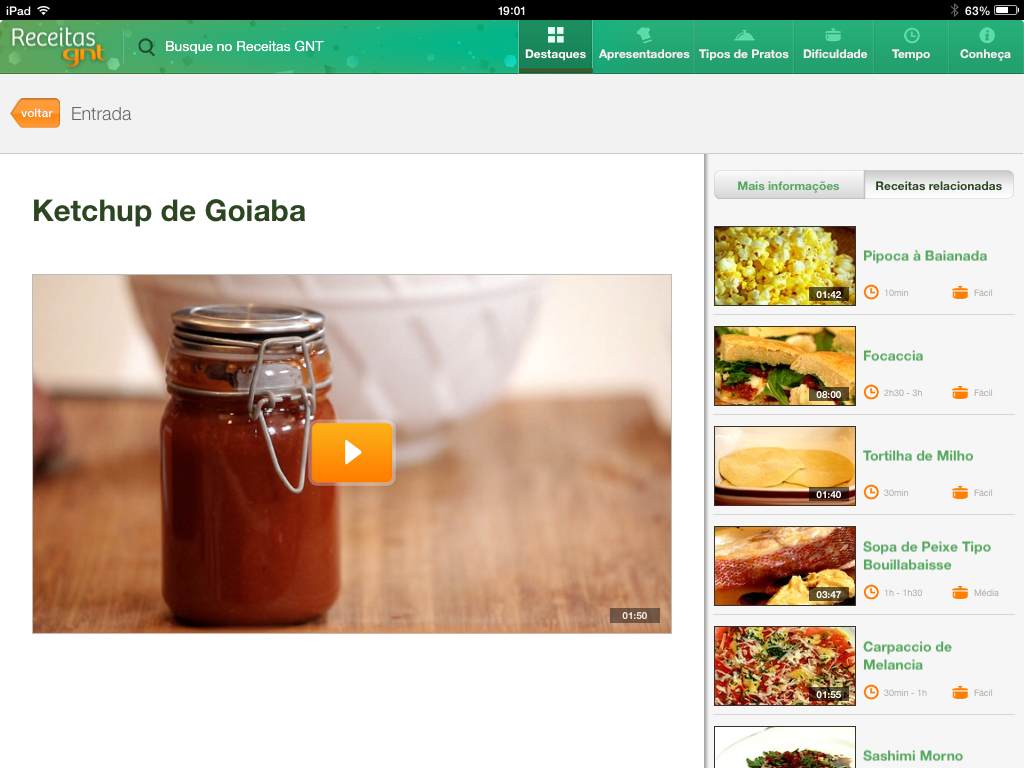 iPad
19:01
63%
Receitas
gnt
Busque no Receitas GNT
Destaques
Apresentadores
Tipos de Pratos
Dificuldade
Tempo
Conheça
voltar
Entrada
Ketchup de Goiaba
01:50
Mais informações
Receitas relacionadas
01:42
Pipoca à Baianada
10min
Fácil
08:00
Focaccia
2h30 - 3h
Fácil
01:40
Tortilha de Milho
30min
Fácil
03:47
Sopa de Peixe Tipo
Bouillabaisse
1h - 1h30
Média
01:55
Carpaccio de
Melancia
30min - 1h
Fácil
Sashimi Morno